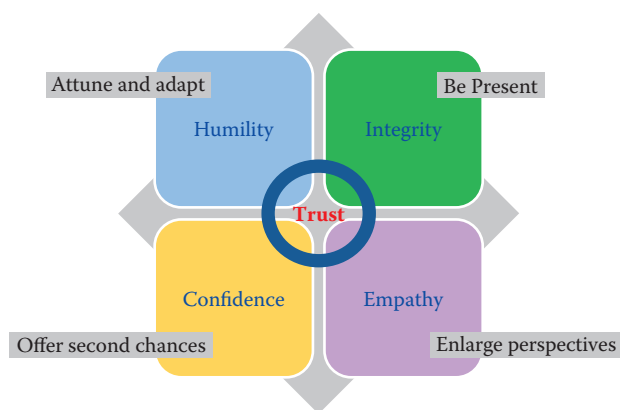 Attune and adapt
Be Present
Humility
Integrity
Trust
Confidence
Empathy
Offer second chances
Enlarge perspectives